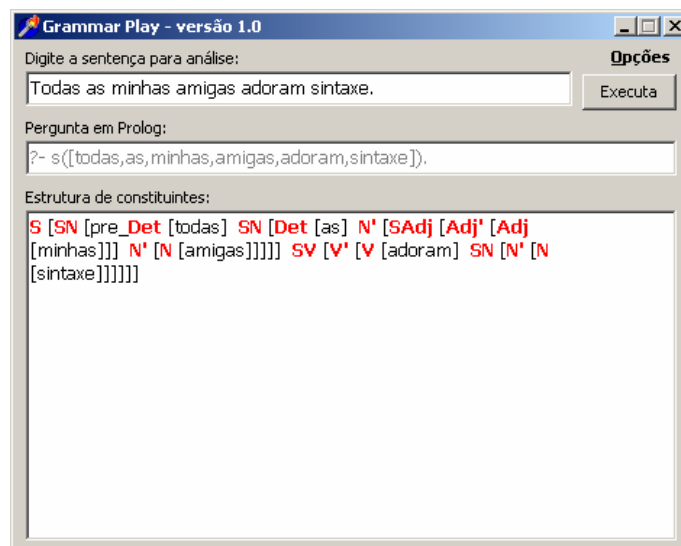 Grammar Play - versão 1.0
Digite a sentença para análise:
Opções
Todas as minhas amigas adoram sintaxe.
Executa
Pergunta em Prolog:
?- s([todas,as,minhas,amigas,adoram,sintaxe]).
Estrutura de constituintes:
S [SN [pre_Det [todas] SN [Det [as] N' [SAdj [Adj' [Adj
[minhas]]] N' [N [amigas]]]]] SV [V' [V [adoram] SN [N' [N
[sintaxe]]]]]]